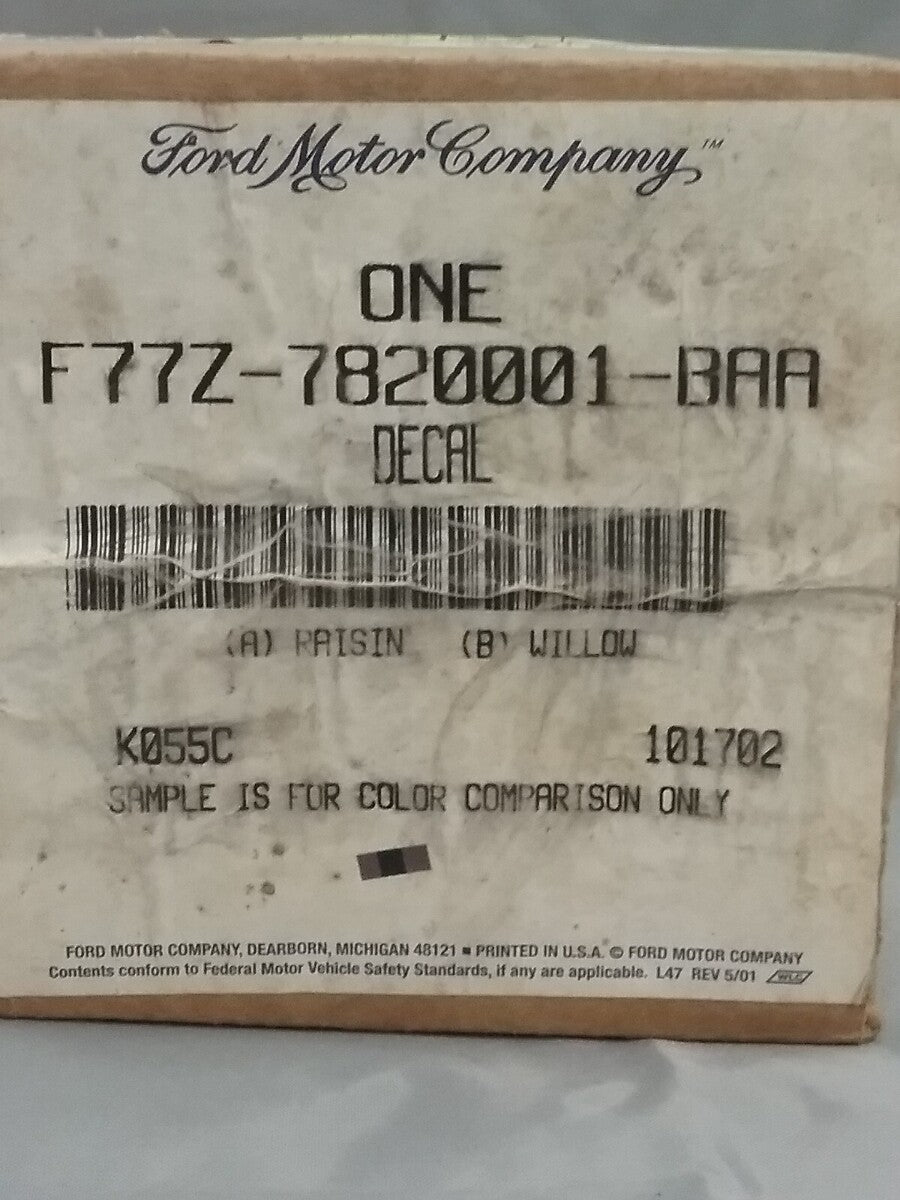 Ford Motor Company™
ONE
F77Z-7820001-BAA
DECAL
(A) RAISIN (B) WILLOW
K055C 101702
SAMPLE IS FOR COLOR COMPARISON ONLY
FORD MOTOR COMPANY, DEARBORN, MICHIGAN 48121 ■ PRINTED IN U.S.A. © FORD MOTOR COMPANY
Contents conform to Federal Motor Vehicle Safety Standards, if any are applicable. L47 REV 5/01